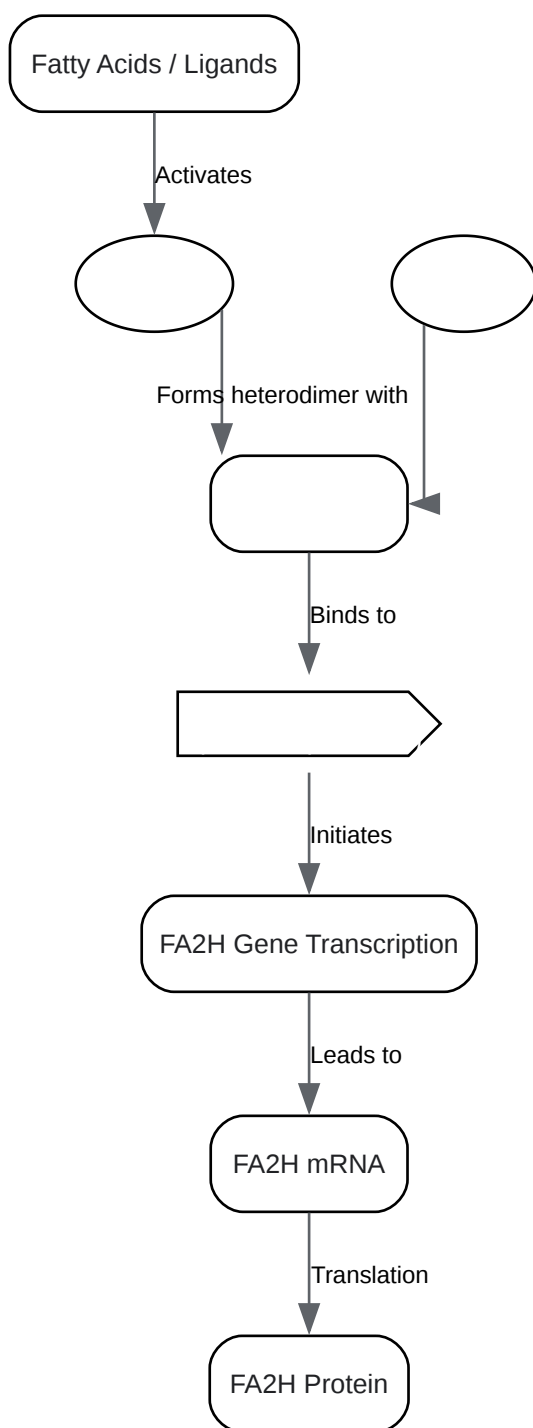 Fatty Acids / Ligands
Activates
Forms heterodimer with
Binds to
Initiates
FA2H Gene Transcription
Leads to
FA2H mRNA
Translation
FA2H Protein